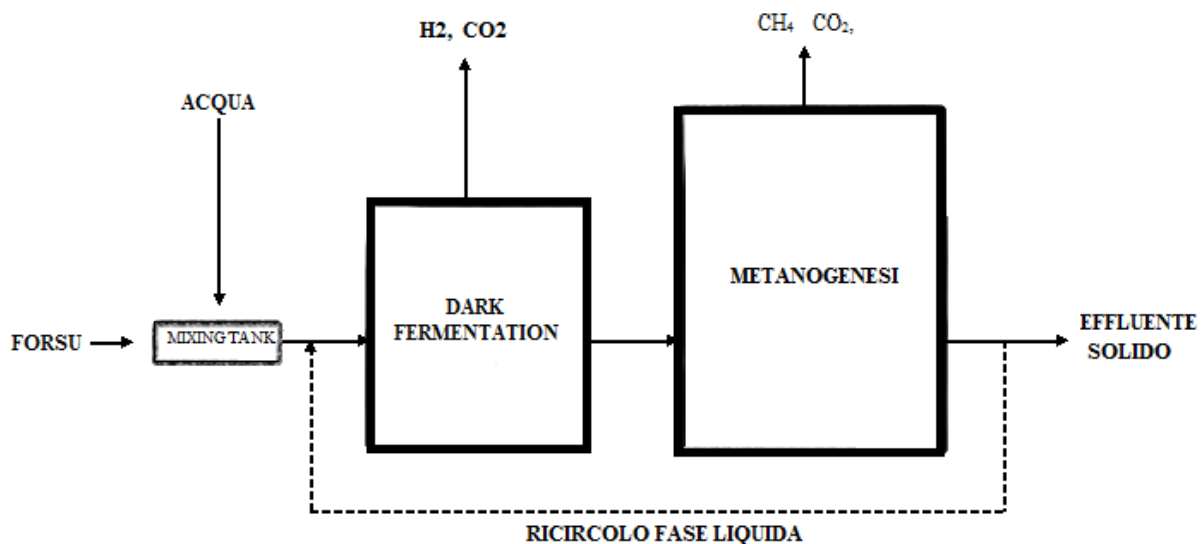 H2, CO2
CH₄ CO₂,
ACQUA
METANOGENESI
DARK
FERMENTATION
FORSU
MIXING TANK
EFFLUENTE
SOLIDO
RICIRCOLO FASE LIQUIDA